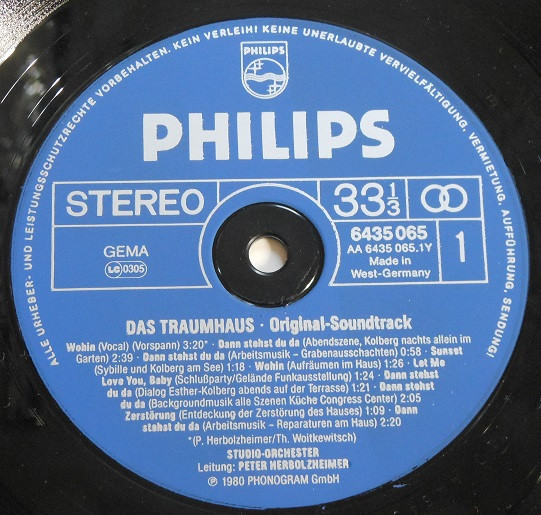 ALLE URHEBER- UND LEISTUNGSSCHUTZRECHTE VORBEHALTEN. KEIN VERLEIH! KEINE UNERLAUBTE VERVIELFÄLTIGUNG, VERMIETUNG, AUFFÜHRUNG, SENDUNG!
PHILIPS
PHILIPS
STEREO
33 1/3
GEMA
LC 0305
6435 065
AA 6435 065.1Y
Made in
West-Germany
1
DAS TRAUMHAUS · Original-Soundtrack
Wohin (Vocal) (Vorspann) 3:20* · Dann stehst du da (Abendszene, Kolberg nachts allein im
Garten) 2:39 · Dann stehst du da (Arbeitsmusik – Grabenausschachten) 0:58 · Sunset
(Sybille und Kolberg am See) 1:18 · Wohin (Aufräumen im Haus) 1:26 · Let Me
Love You, Baby (Schlußparty/Gelände Funkausstellung) 1:24 · Dann stehst
du da (Dialog Esther-Kolberg abends auf der Terrasse) 1:21 · Dann stehst
du da (Backgroundmusik alle Szenen Küche Congress Center) 2:05
Zerstörung (Entdeckung der Zerstörung des Hauses) 1:09 · Dann
stehst du da (Arbeitsmusik – Reparaturen am Haus) 2:20
*(P. Herbolzheimer/Th. Woitkewitsch)
STUDIO-ORCHESTER
Leitung: PETER HERBOLZHEIMER
Ⓟ 1980 PHONOGRAM GmbH